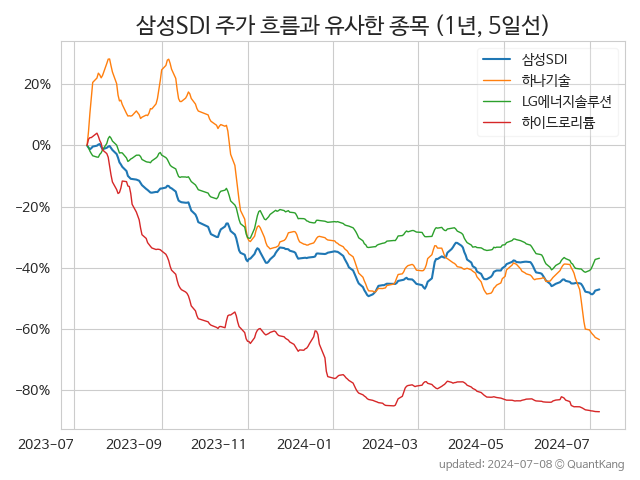 삼성SDI 주가 흐름과 유사한 종목 (1년, 5일선)
삼성SDI
하나기술
LG에너지솔루션
하이드로리튬
20%
0%
−20%
−40%
−60%
−80%
2023-07 2023-09 2023-11 2024-01 2024-03 2024-05 2024-07
updated: 2024-07-08 © QuantKang